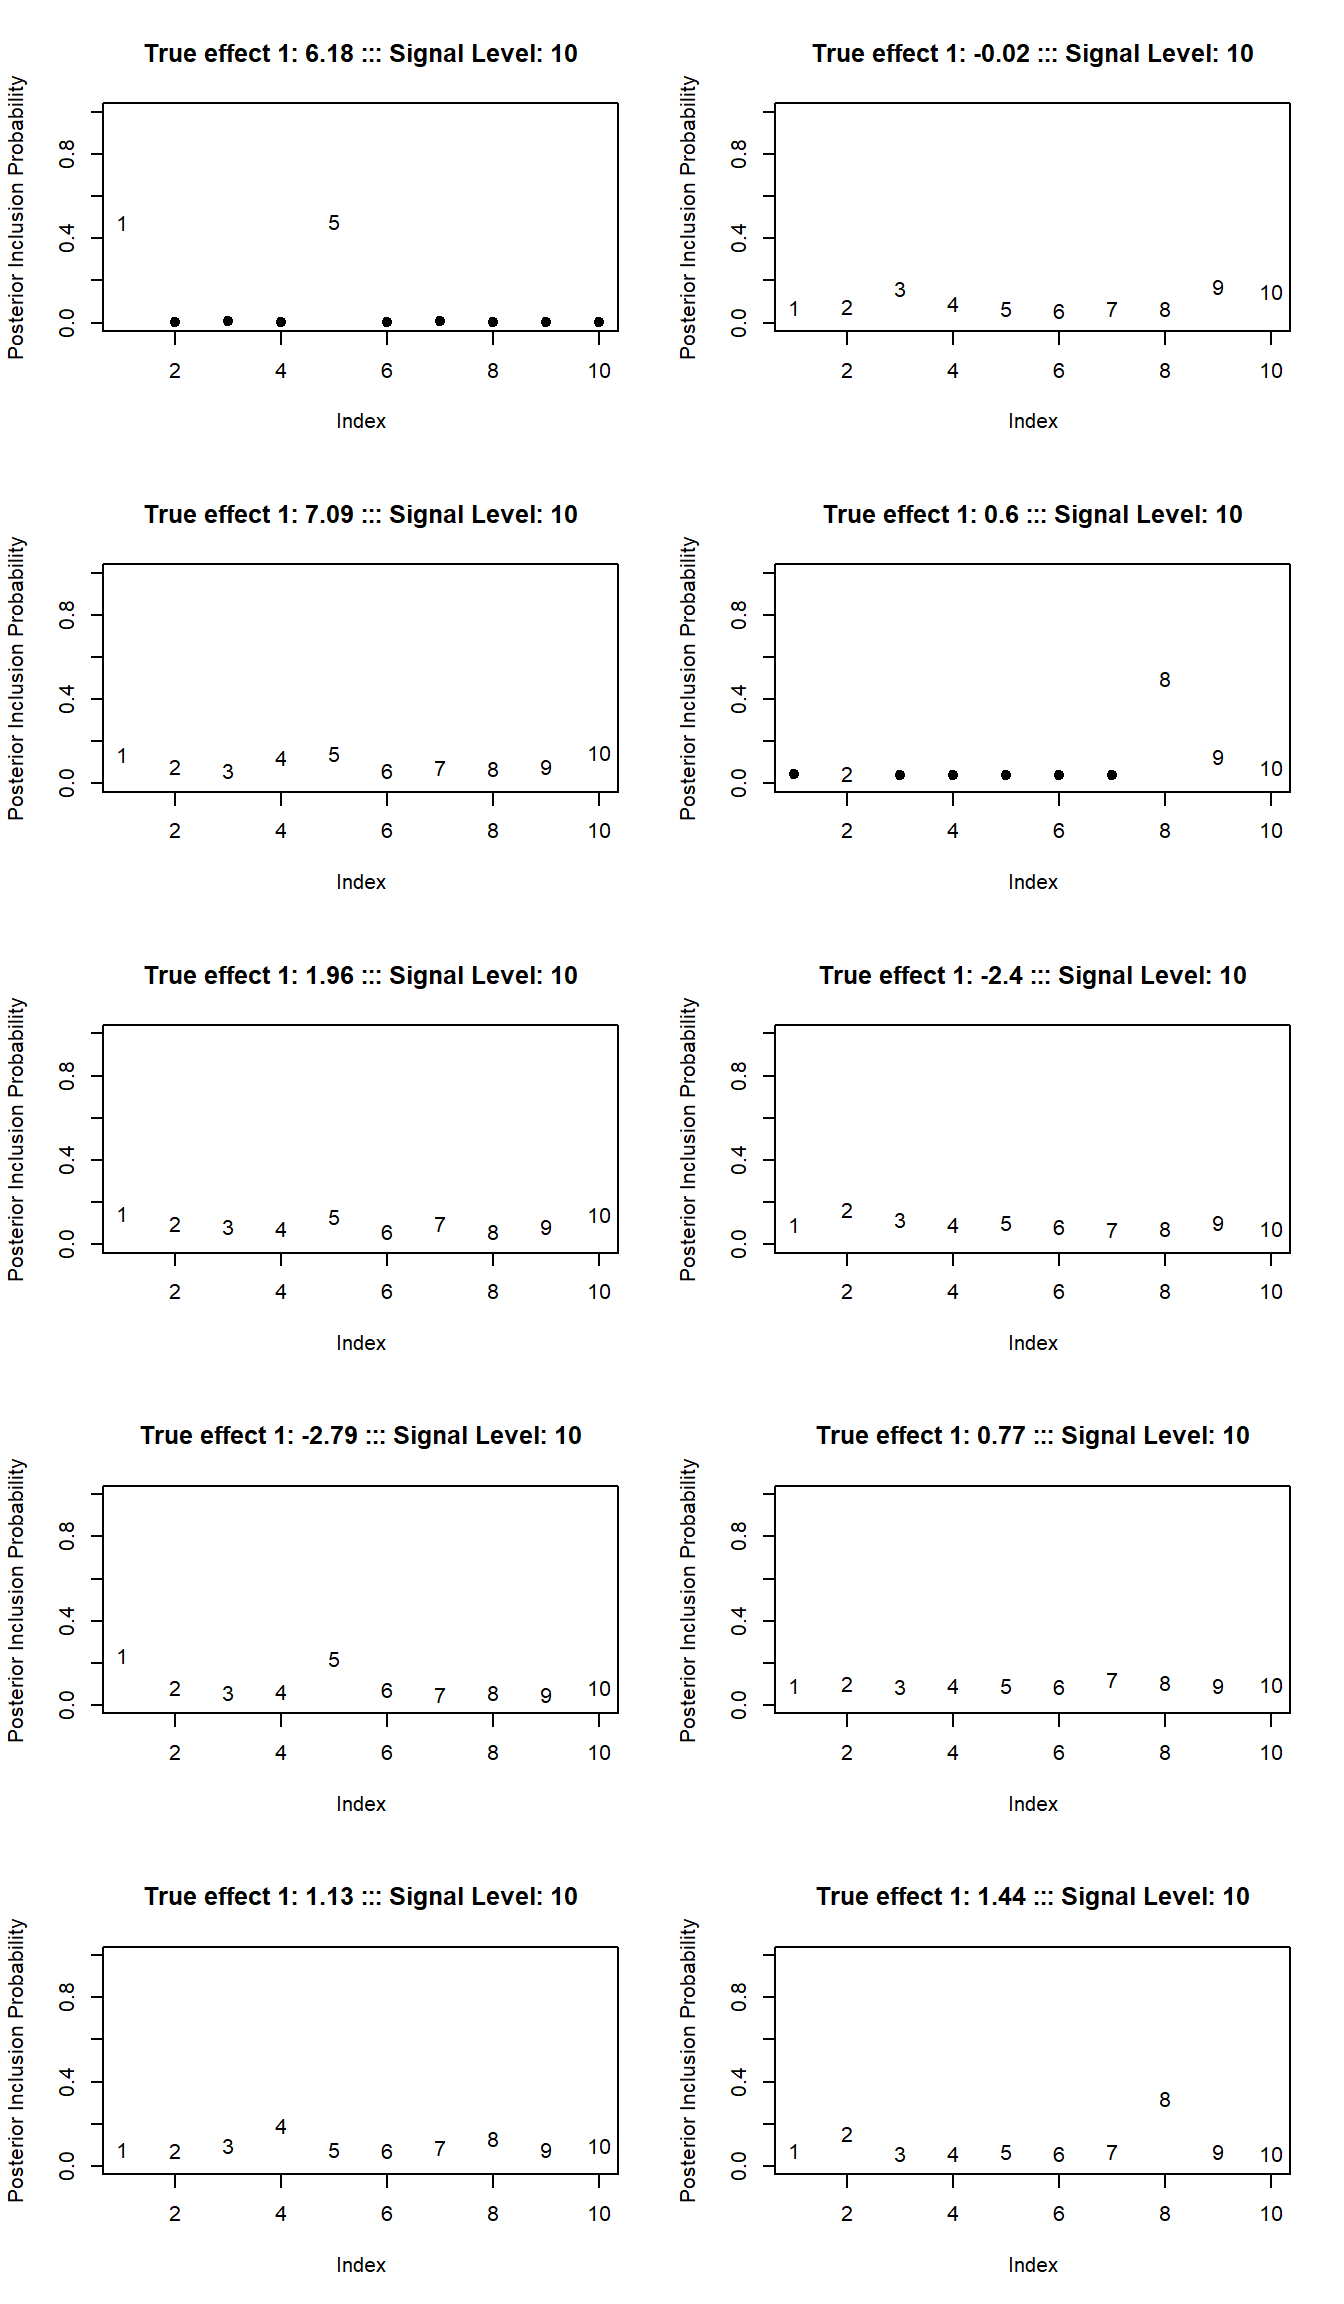 True effect 1: 6.18 ::: Signal Level: 10
Posterior Inclusion Probability
0.8
0.4
0.0
1 5
2 4 6 8 10
Index
True effect 1: -0.02 ::: Signal Level: 10
Posterior Inclusion Probability
0.8
0.4
0.0
1 2 3 4 5 6 7 8 9 10
2 4 6 8 10
Index
True effect 1: 7.09 ::: Signal Level: 10
Posterior Inclusion Probability
0.8
0.4
0.0
1 2 3 4 5 6 7 8 9 10
2 4 6 8 10
Index
True effect 1: 0.6 ::: Signal Level: 10
Posterior Inclusion Probability
0.8
0.4
0.0
2 8 9 10
2 4 6 8 10
Index
True effect 1: 1.96 ::: Signal Level: 10
Posterior Inclusion Probability
0.8
0.4
0.0
1 2 3 4 5 6 7 8 9 10
2 4 6 8 10
Index
True effect 1: -2.4 ::: Signal Level: 10
Posterior Inclusion Probability
0.8
0.4
0.0
1 2 3 4 5 6 7 8 9 10
2 4 6 8 10
Index
True effect 1: -2.79 ::: Signal Level: 10
Posterior Inclusion Probability
0.8
0.4
0.0
1 2 3 4 5 6 7 8 9 10
2 4 6 8 10
Index
True effect 1: 0.77 ::: Signal Level: 10
Posterior Inclusion Probability
0.8
0.4
0.0
1 2 3 4 5 6 7 8 9 10
2 4 6 8 10
Index
True effect 1: 1.13 ::: Signal Level: 10
Posterior Inclusion Probability
0.8
0.4
0.0
1 2 3 4 5 6 7 8 9 10
2 4 6 8 10
Index
True effect 1: 1.44 ::: Signal Level: 10
Posterior Inclusion Probability
0.8
0.4
0.0
1 2 3 4 5 6 7 8 9 10
2 4 6 8 10
Index